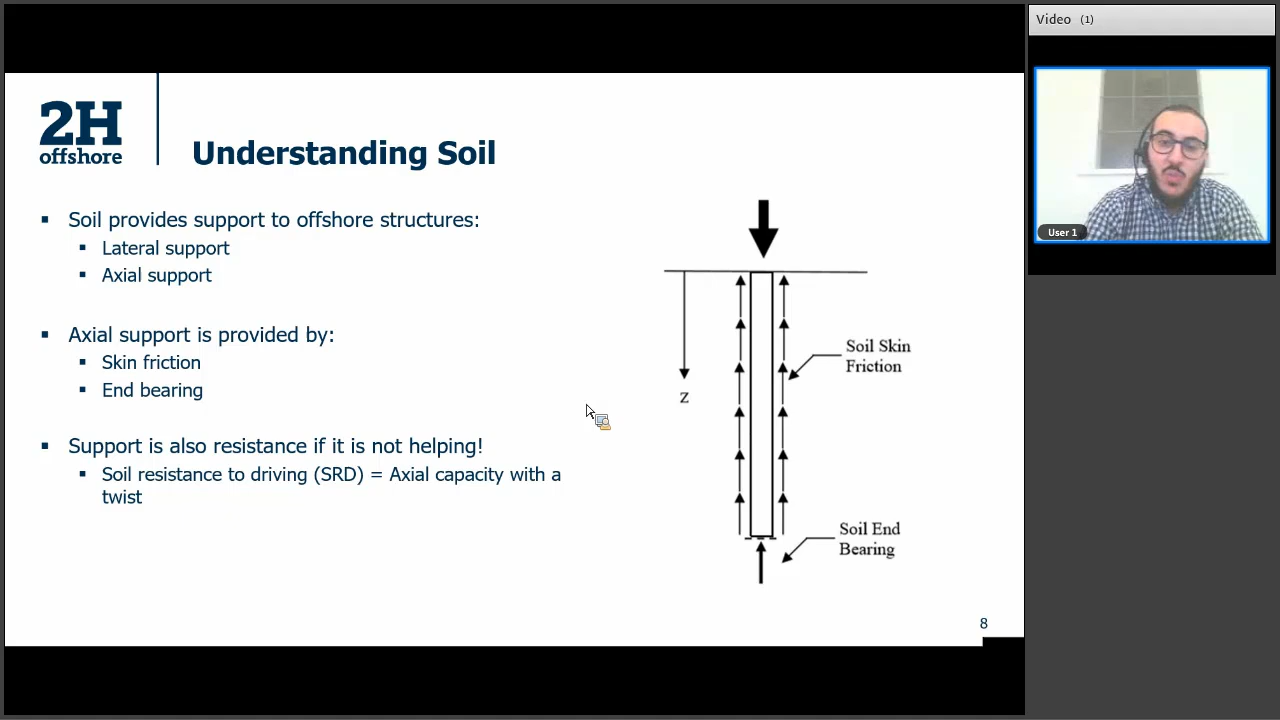 Video (1)
2H
offshore
Understanding Soil
Soil provides support to offshore structures:
Lateral support
Axial support
Axial support is provided by:
Skin friction
End bearing
Support is also resistance if it is not helping!
Soil resistance to driving (SRD) = Axial capacity with a
twist
Soil Skin
Friction
z
Soil End
Bearing
8
User 1